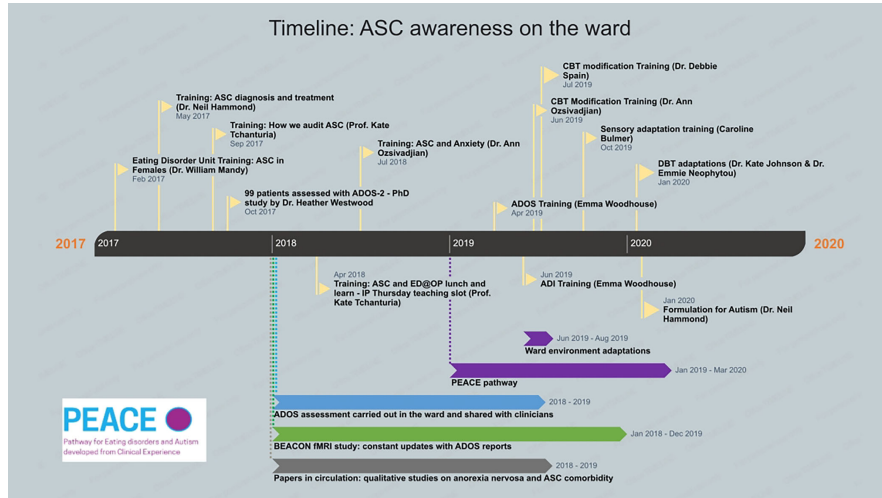 Timeline: ASC awareness on the ward
CBT modification Training (Dr. Debbie
Spain)
Jul 2019
Training: ASC diagnosis and treatment
(Dr. Neil Hammond)
May 2017
CBT Modification Training (Dr. Ann
Ozsivadjian)
Jun 2019
Training: How we audit ASC (Prof. Kate
Tchanturia)
Sep 2017
Sensory adaptation training (Caroline
Bulmer)
Oct 2019
Training: ASC and Anxiety (Dr. Ann
Ozsivadjian)
Jul 2018
Eating Disorder Unit Training: ASC in
Females (Dr. William Mandy)
Feb 2017
DBT adaptations (Dr. Kate Johnson & Dr.
Emmie Neophytou)
Jan 2020
99 patients assessed with ADOS-2 - PhD
study by Dr. Heather Westwood
Oct 2017
ADOS Training (Emma Woodhouse)
Apr 2019
2017 2017 2018 2019 2020 2020
Apr 2018
Training: ASC and ED@OP lunch and
learn - IP Thursday teaching slot (Prof.
Kate Tchanturia)
Jun 2019
ADI Training (Emma Woodhouse)
Jan 2020
Formulation for Autism (Dr. Neil
Hammond)
Jun 2019 - Aug 2019
Ward environment adaptations
Jan 2019 - Mar 2020
PEACE pathway
2018 - 2019
ADOS assessment carried out in the ward and shared with clinicians
Jan 2018 - Dec 2019
BEACON fMRI study: constant updates with ADOS reports
2018 - 2019
Papers in circulation: qualitative studies on anorexia nervosa and ASC comorbidity
PEACE
Pathway for Eating disorders and Autism
developed from Clinical Experience